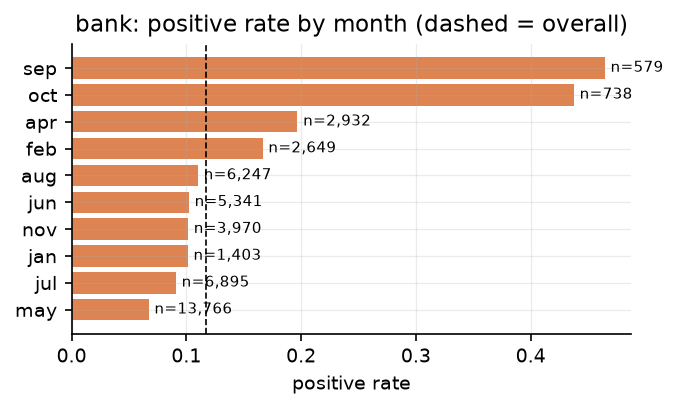 bank: positive rate by month (dashed = overall)
sep n=579
oct n=738
apr n=2,932
feb n=2,649
aug n=6,247
jun n=5,341
nov n=3,970
jan n=1,403
jul n=6,895
may n=13,766
0.0 0.1 0.2 0.3 0.4
positive rate